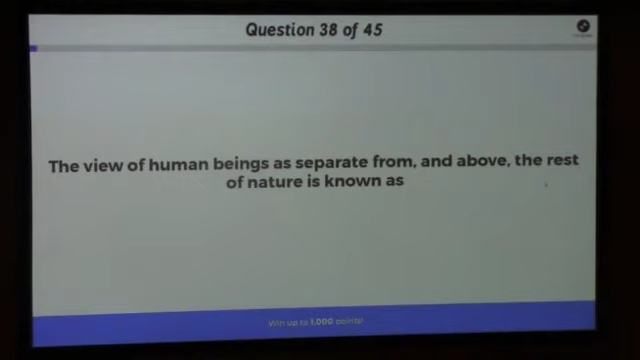 Question 38 of 45
The view of human beings as separate from, and above, the rest
of nature is known as
Win up to 1,000 points!